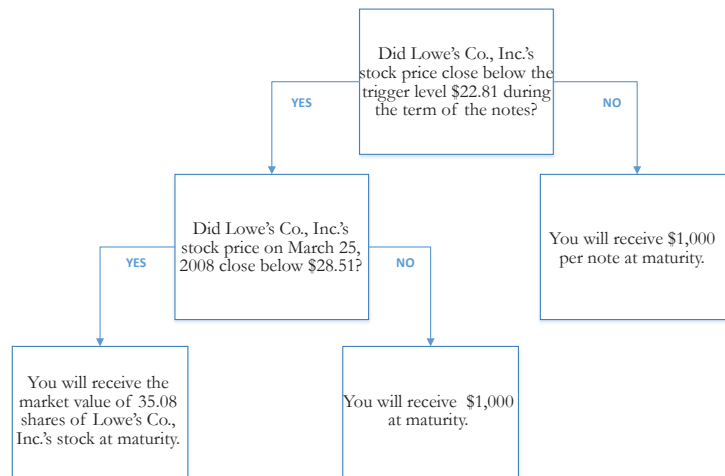 Did Lowe's Co., Inc.'s
stock price close below the
trigger level $22.81 during
the term of the notes?
YES
NO
Did Lowe's Co., Inc.'s
stock price on March 25,
2008 close below $28.51?
You will receive $1,000
per note at maturity.
YES
NO
You will receive the
market value of 35.08
shares of Lowe's Co.,
Inc.'s stock at maturity.
You will receive $1,000
at maturity.